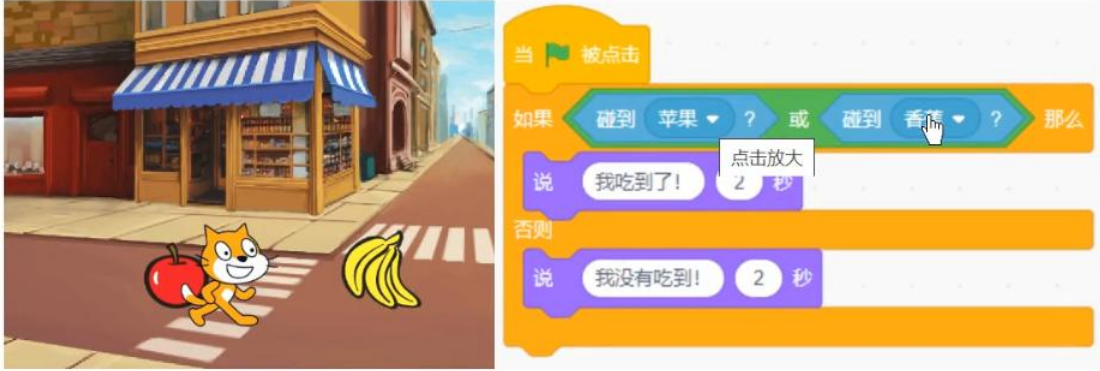 当 被点击
如果 碰到 苹果 ? 或 碰到 香蕉 ? 那么
点击放大
说 我吃到了! 2 秒
否则
说 我没有吃到! 2 秒